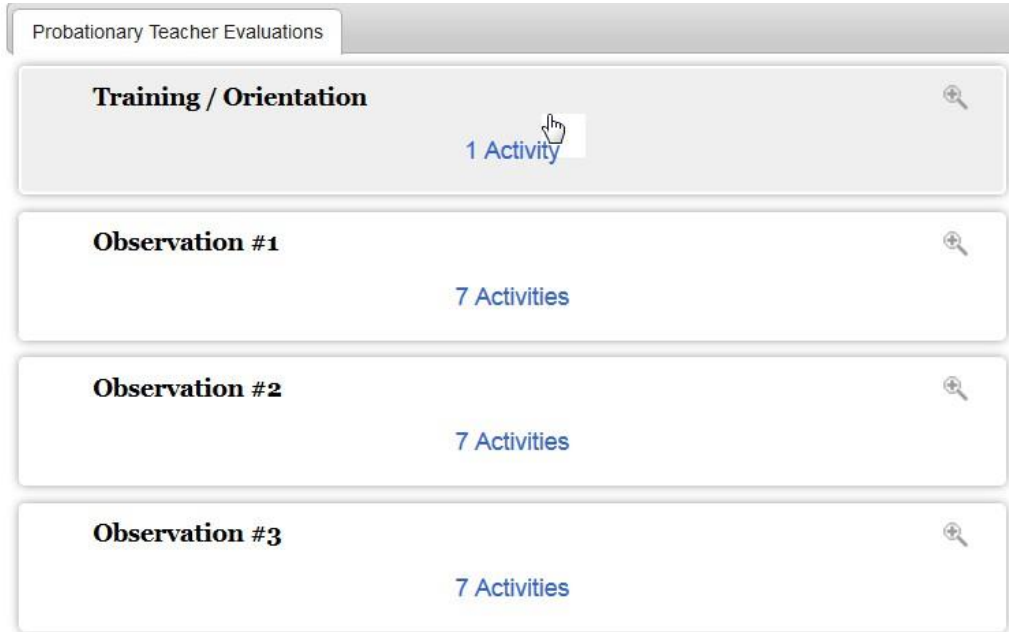 Probationary Teacher Evaluations
Training / Orientation
1 Activity
Observation #1
7 Activities
Observation #2
7 Activities
Observation #3
7 Activities